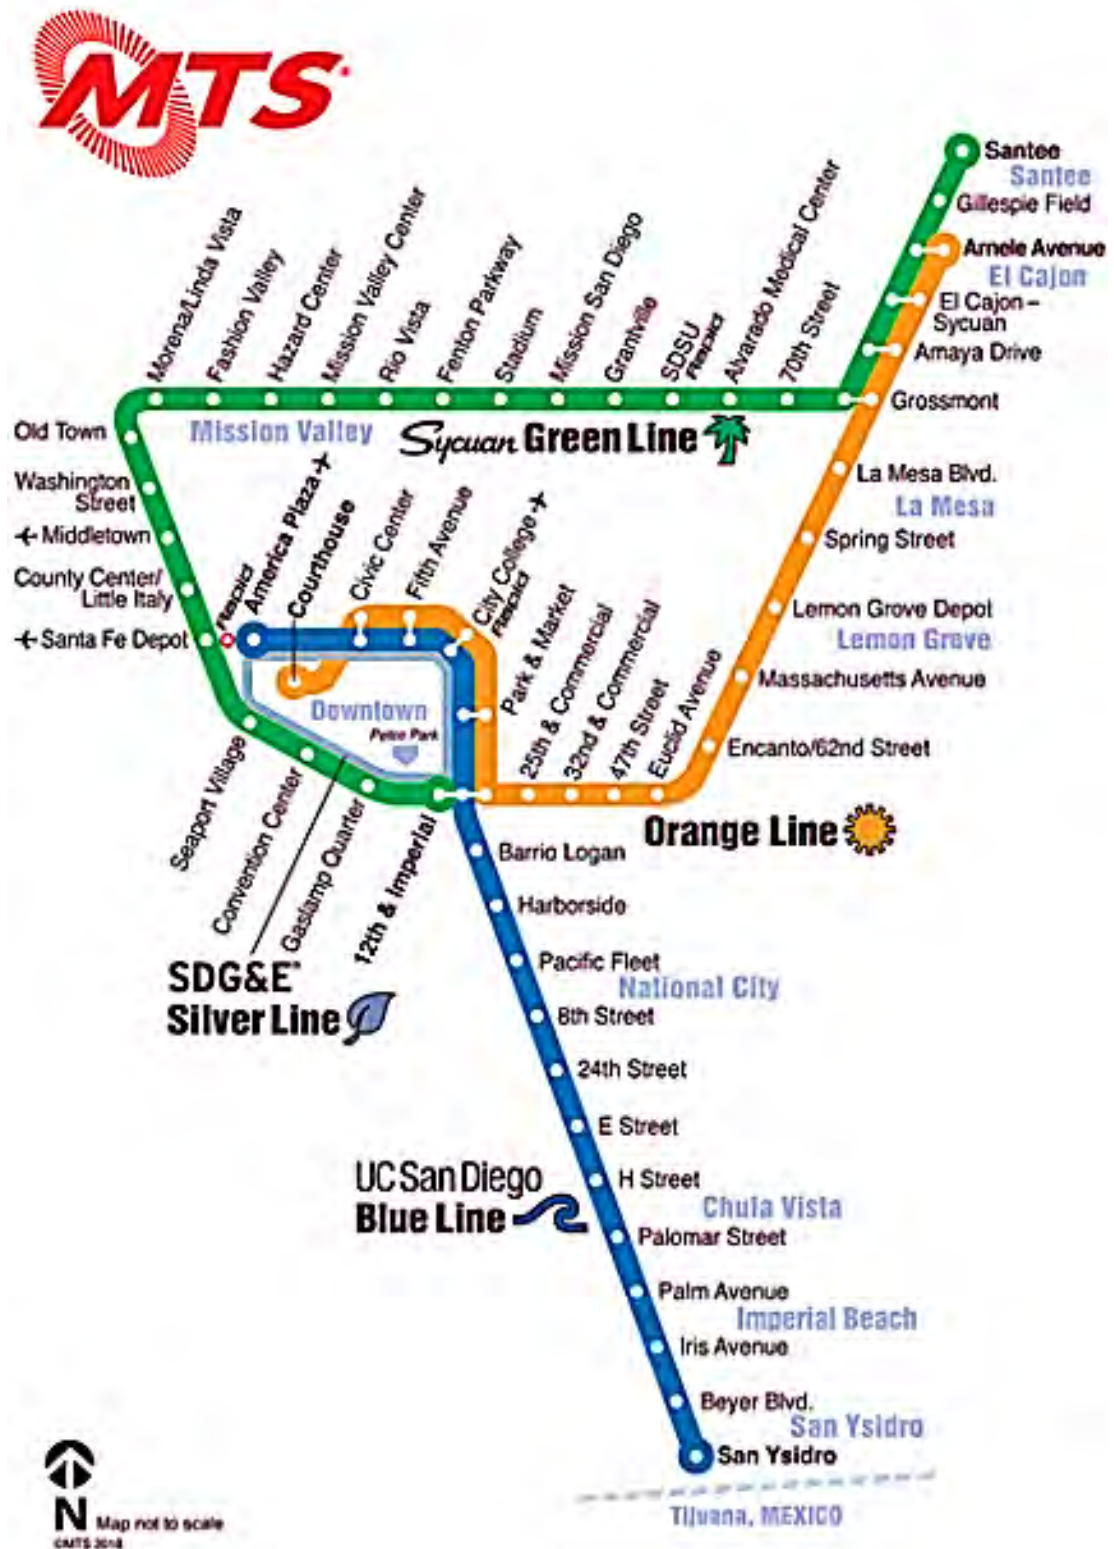 MTS
Santee
Santee
Gillespie Field
Arnele Avenue
El Cajon
El Cajon –
Sycuan
Amaya Drive
Grossmont
Morena/Linda Vista
Fashion Valley
Hazard Center
Mission Valley Center
Rio Vista
Fenton Parkway
Stadium
Mission San Diego
Grantville
SDSU
Alvarado Medical Center
70th Street
Old Town
Mission Valley
Sycuan Green Line
Washington
Street
Middletown
County Center/
Little Italy
Santa Fe Depot
America Plaza
Courthouse
Civic Center
Fifth Avenue
City College
Park & Market
25th & Commercial
32nd & Commercial
47th Street
Euclid Avenue
La Mesa Blvd.
La Mesa
Spring Street
Lemon Grove Depot
Lemon Grove
Massachusetts Avenue
Encanto/62nd Street
Orange Line
Downtown
Petco Park
Seaport Village
Convention Center
Gaslamp Quarter
12th & Imperial
SDG&E
Silver Line
Barrio Logan
Harborside
Pacific Fleet
National City
8th Street
24th Street
E Street
H Street
UC San Diego
Blue Line
Chula Vista
Palomar Street
Palm Avenue
Imperial Beach
Iris Avenue
Beyer Blvd.
San Ysidro
San Ysidro
Tijuana, MEXICO
N Map not to scale